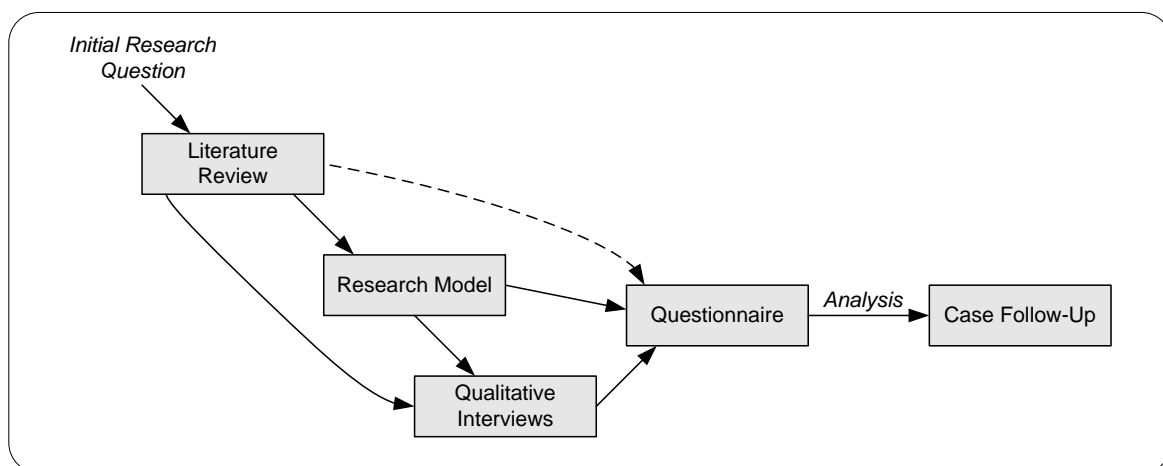 Initial Research
Question
Literature
Review
Research Model
Questionnaire
Analysis
Case Follow-Up
Qualitative
Interviews